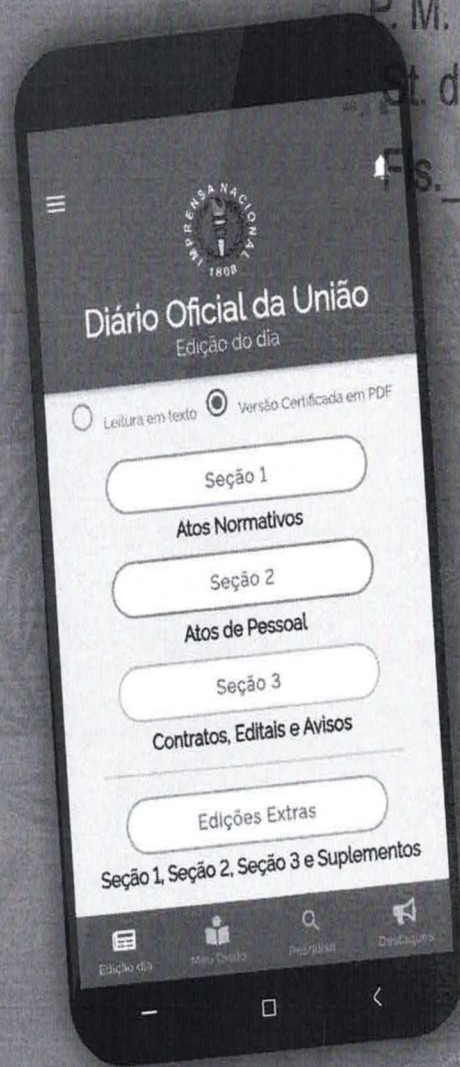 P. M.
St. d
Fls._
4G
IMPRENSA NACIONAL
1808
Diário Oficial da União
Edição do dia
Leitura em texto Versão Certificada em PDF
Seção 1
Atos Normativos
Seção 2
Atos de Pessoal
Seção 3
Contratos, Editais e Avisos
Edições Extras
Seção 1, Seção 2, Seção 3 e Suplementos
Edição dia Meu Diário Pesquisa Destaques